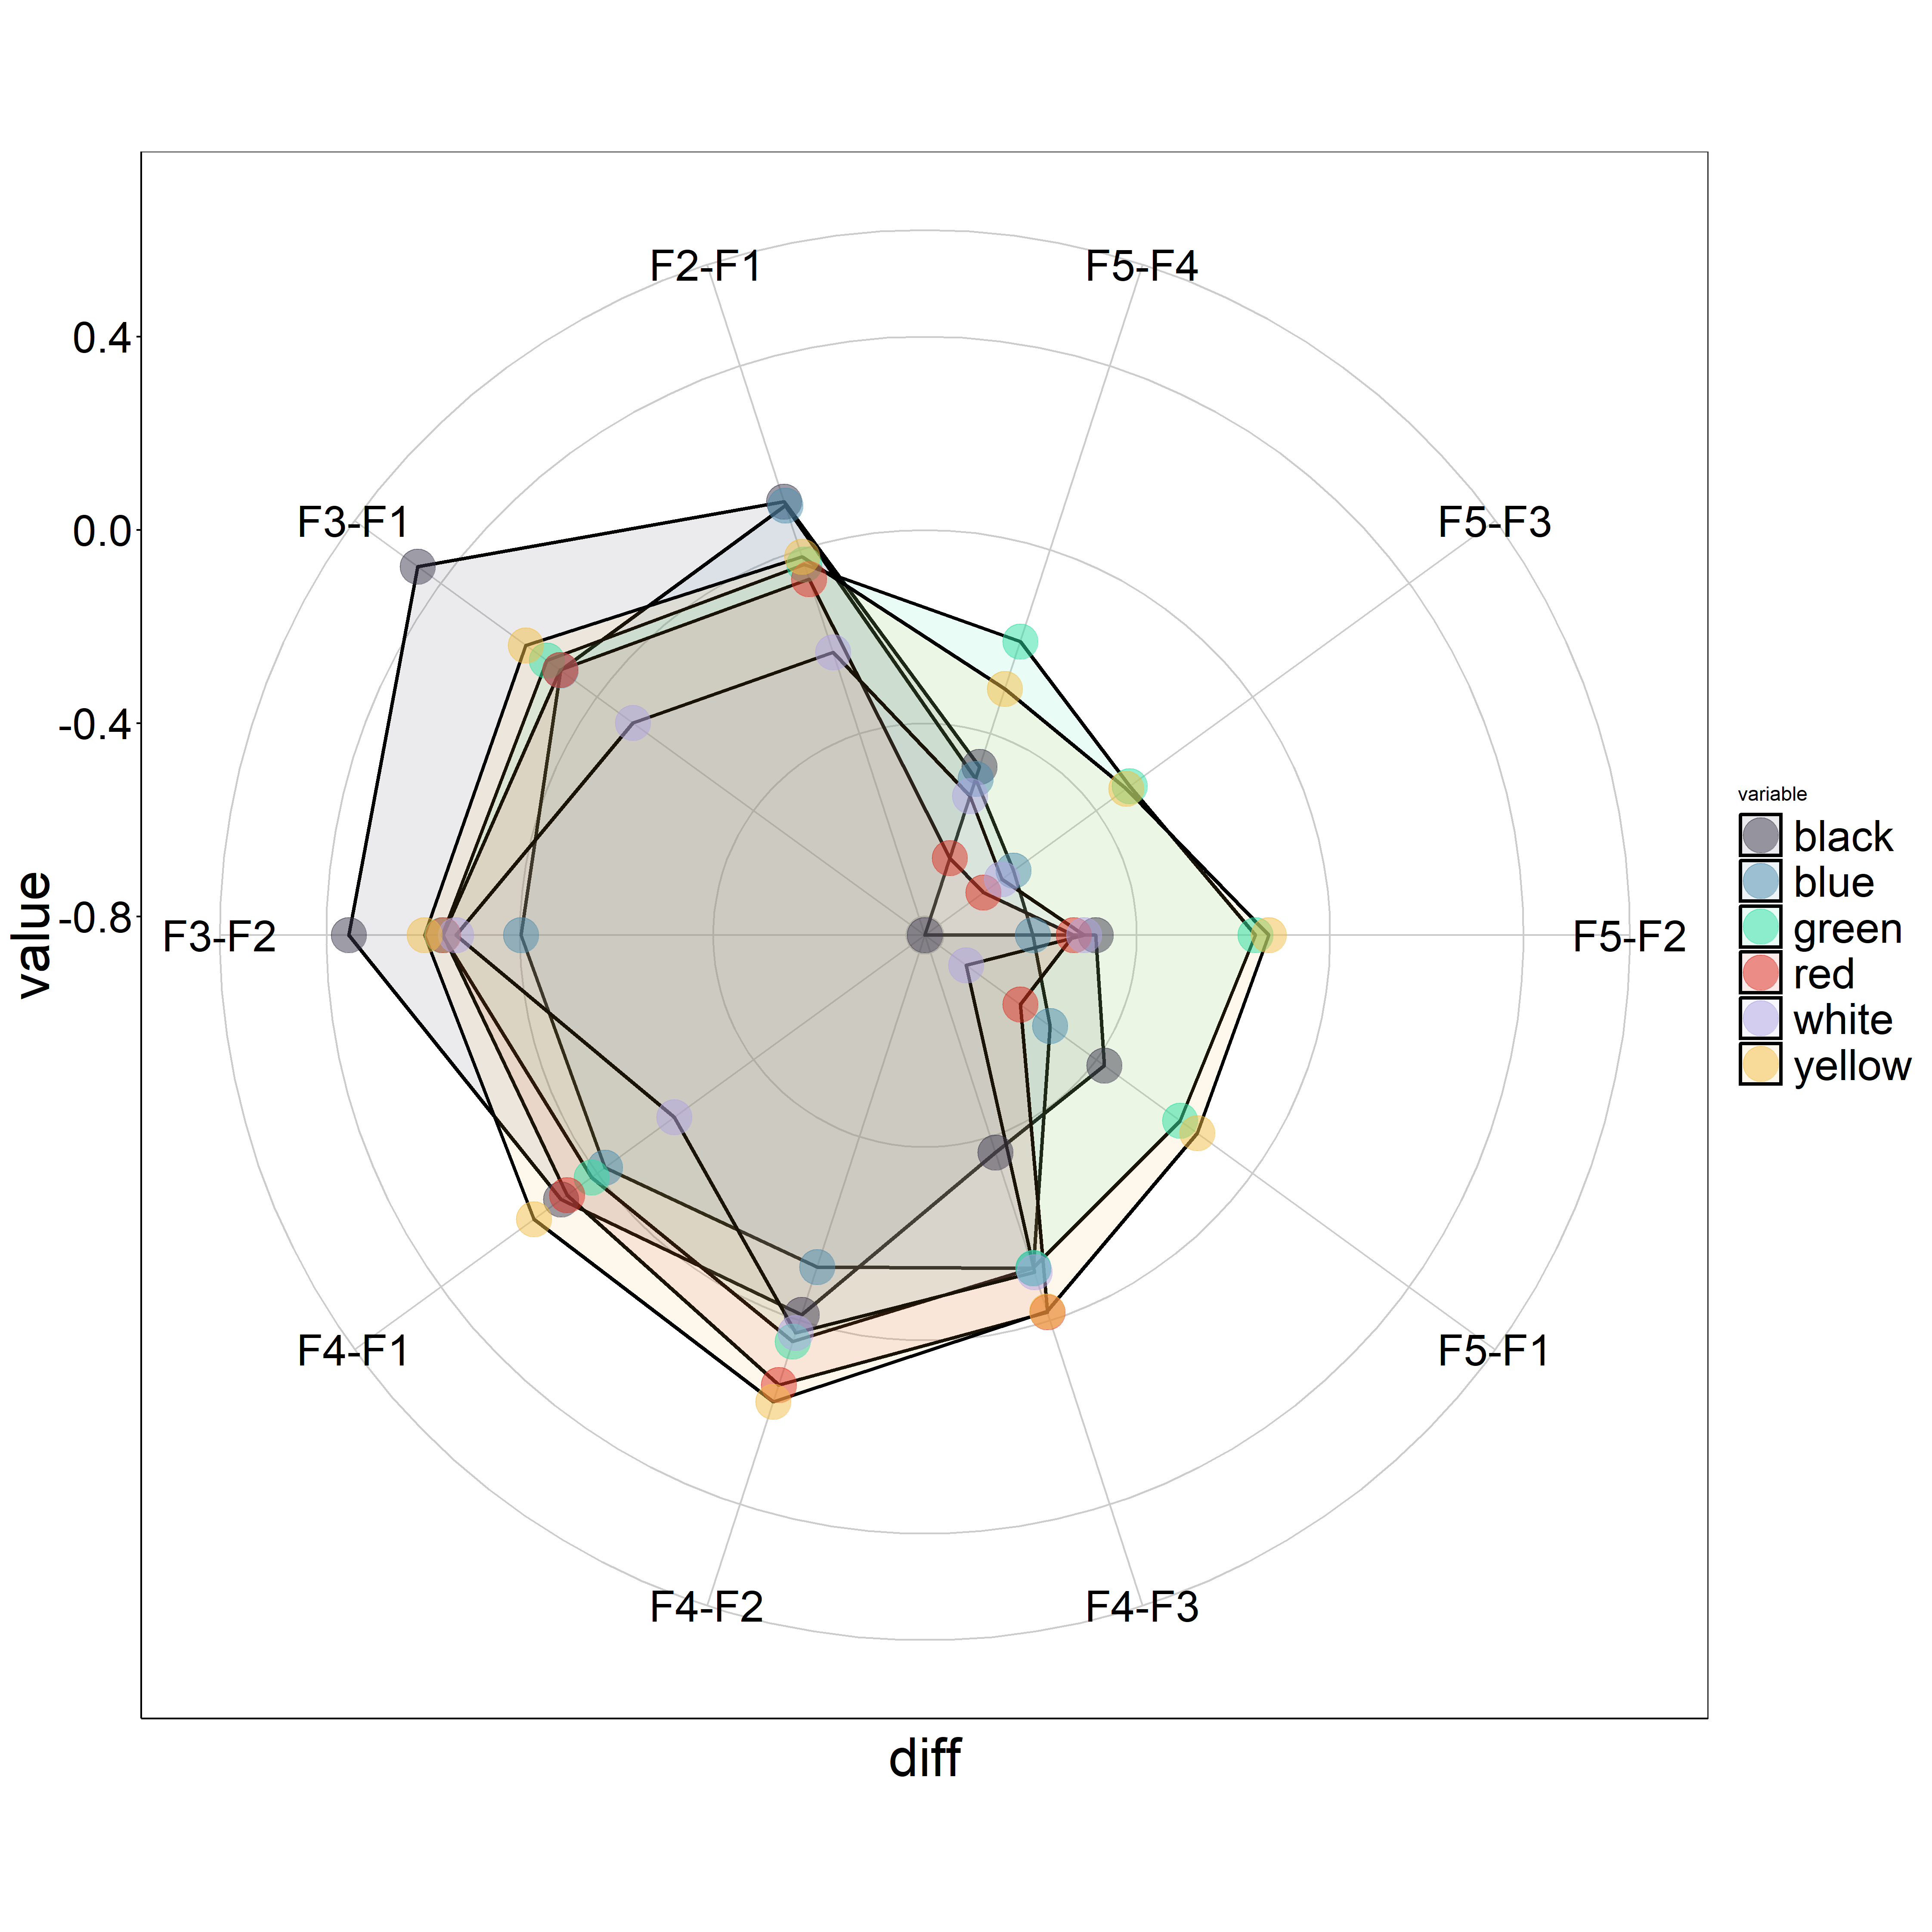 F2-F1
F5-F4
0.4
F3-F1
F5-F3
0.0
-0.4
variable
black
blue
green
red
white
yellow
value
-0.8
F3-F2
F5-F2
F4-F1
F5-F1
F4-F2
F4-F3
diff